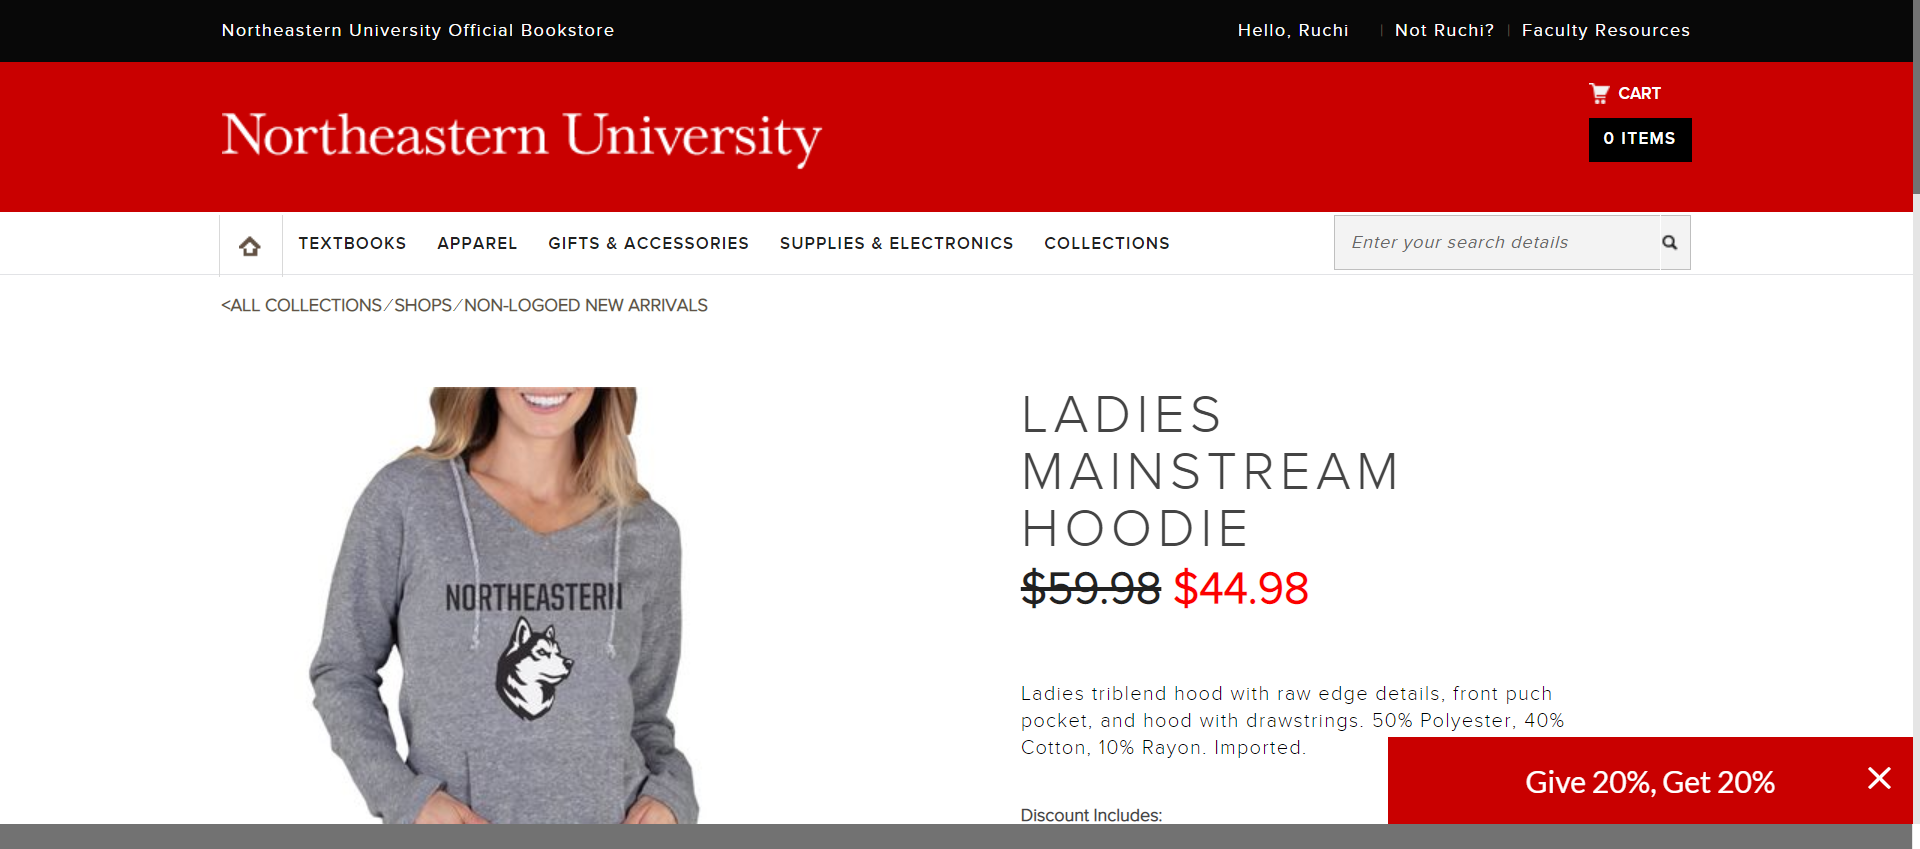 Northeastern University Official Bookstore
Hello, Ruchi | Not Ruchi? | Faculty Resources
CART
Northeastern University
0 ITEMS
TEXTBOOKS APPAREL GIFTS & ACCESSORIES SUPPLIES & ELECTRONICS COLLECTIONS
Enter your search details
<ALL COLLECTIONS/SHOPS/NON-LOGOED NEW ARRIVALS
LADIES
MAINSTREAM
HOODIE
$59.98 $44.98
NORTHEASTERN
Ladies triblend hood with raw edge details, front puch
pocket, and hood with drawstrings. 50% Polyester, 40%
Cotton, 10% Rayon. Imported.
Give 20%, Get 20%
Discount Includes: